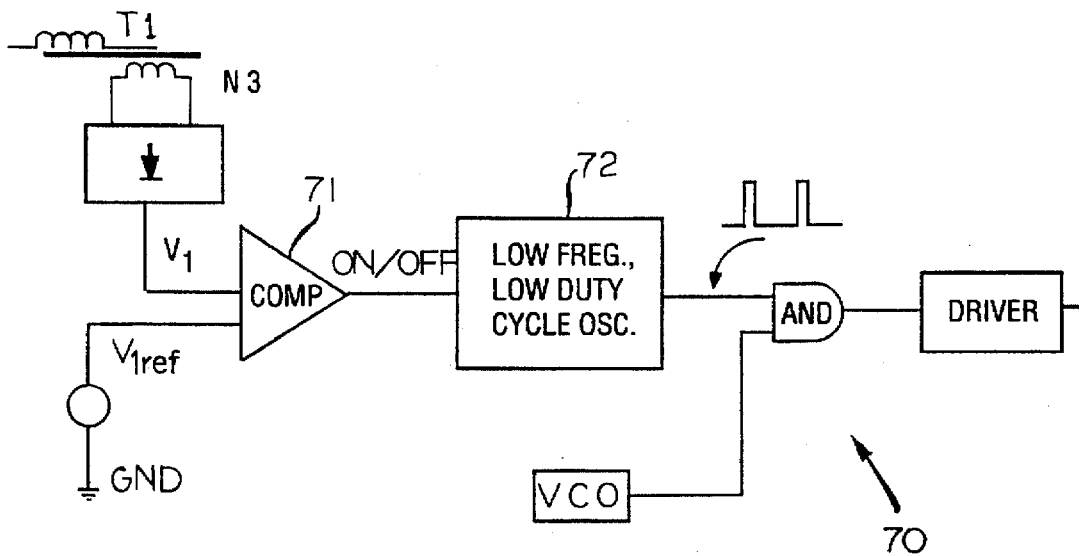 T1
N3
71
72
V1
COMP
ON/OFF
LOW FREG.,
LOW DUTY
CYCLE OSC.
AND
DRIVER
V1ref
GND
VCO
70